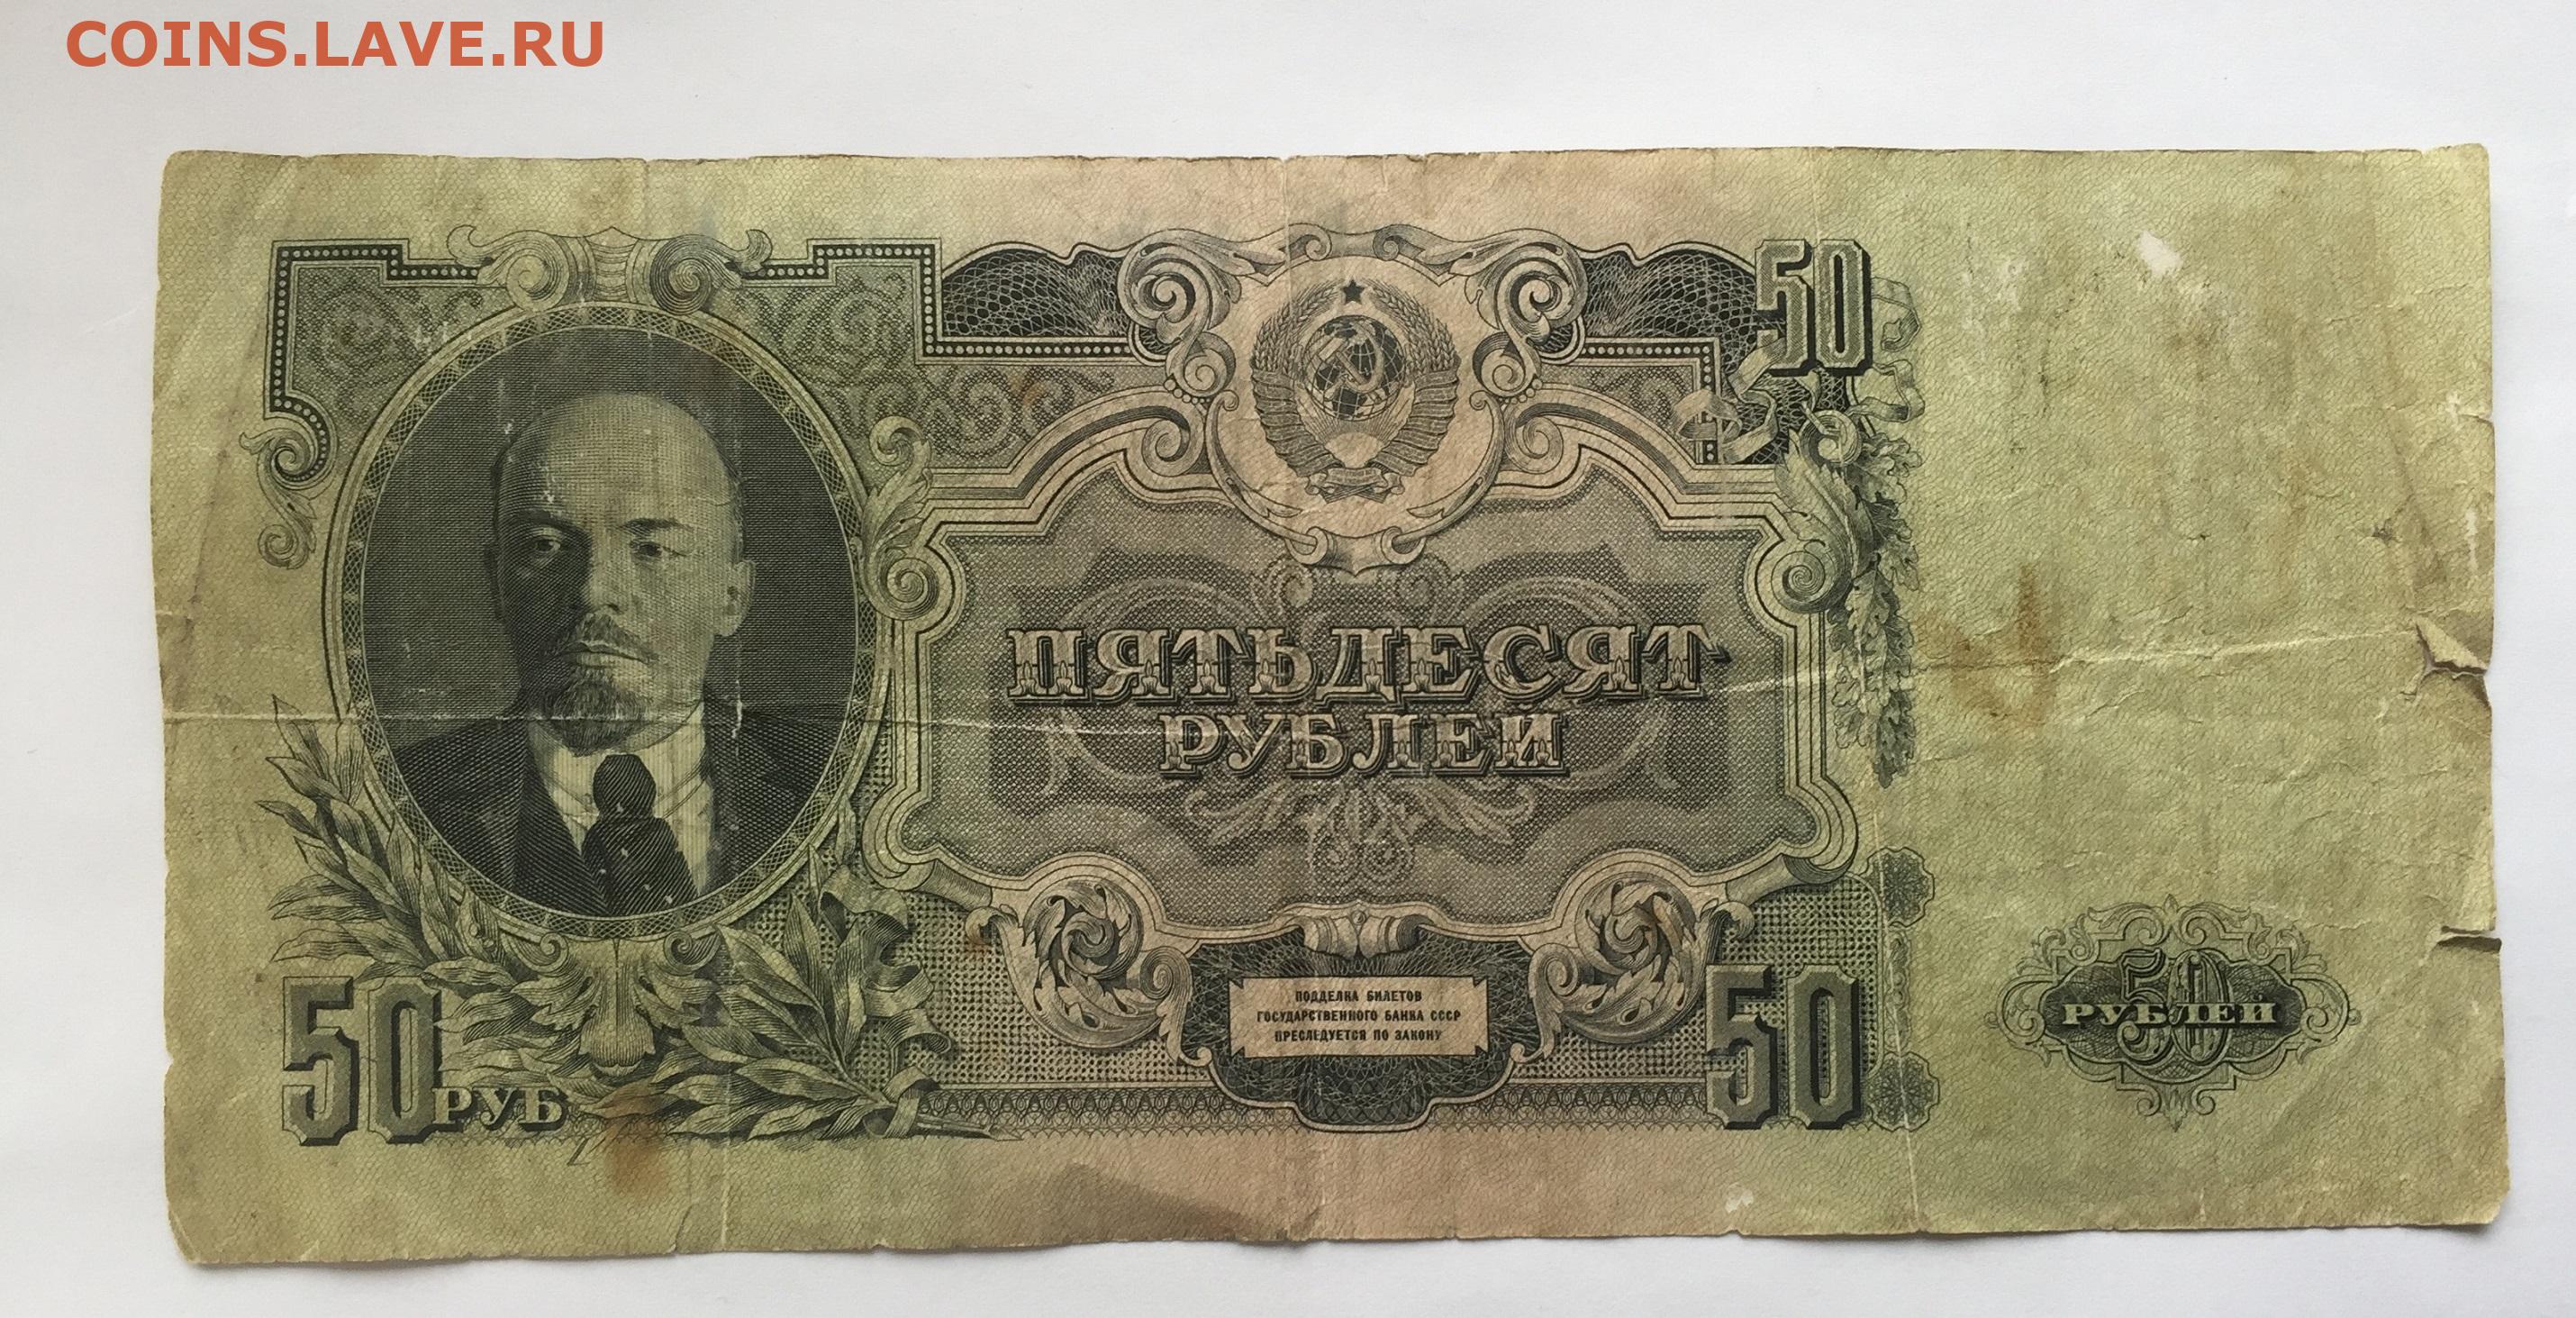 COINS.LAVE.RU
50
ПЯТЬДЕСЯТ
РУБЛЕЙ
ПОДДЕЛКА БИЛЕТОВ
ГОСУДАРСТВЕННОГО БАНКА СССР
ПРЕСЛЕДУЕТСЯ ПО ЗАКОНУ
50 РУБ
50
50
РУБЛЕЙ